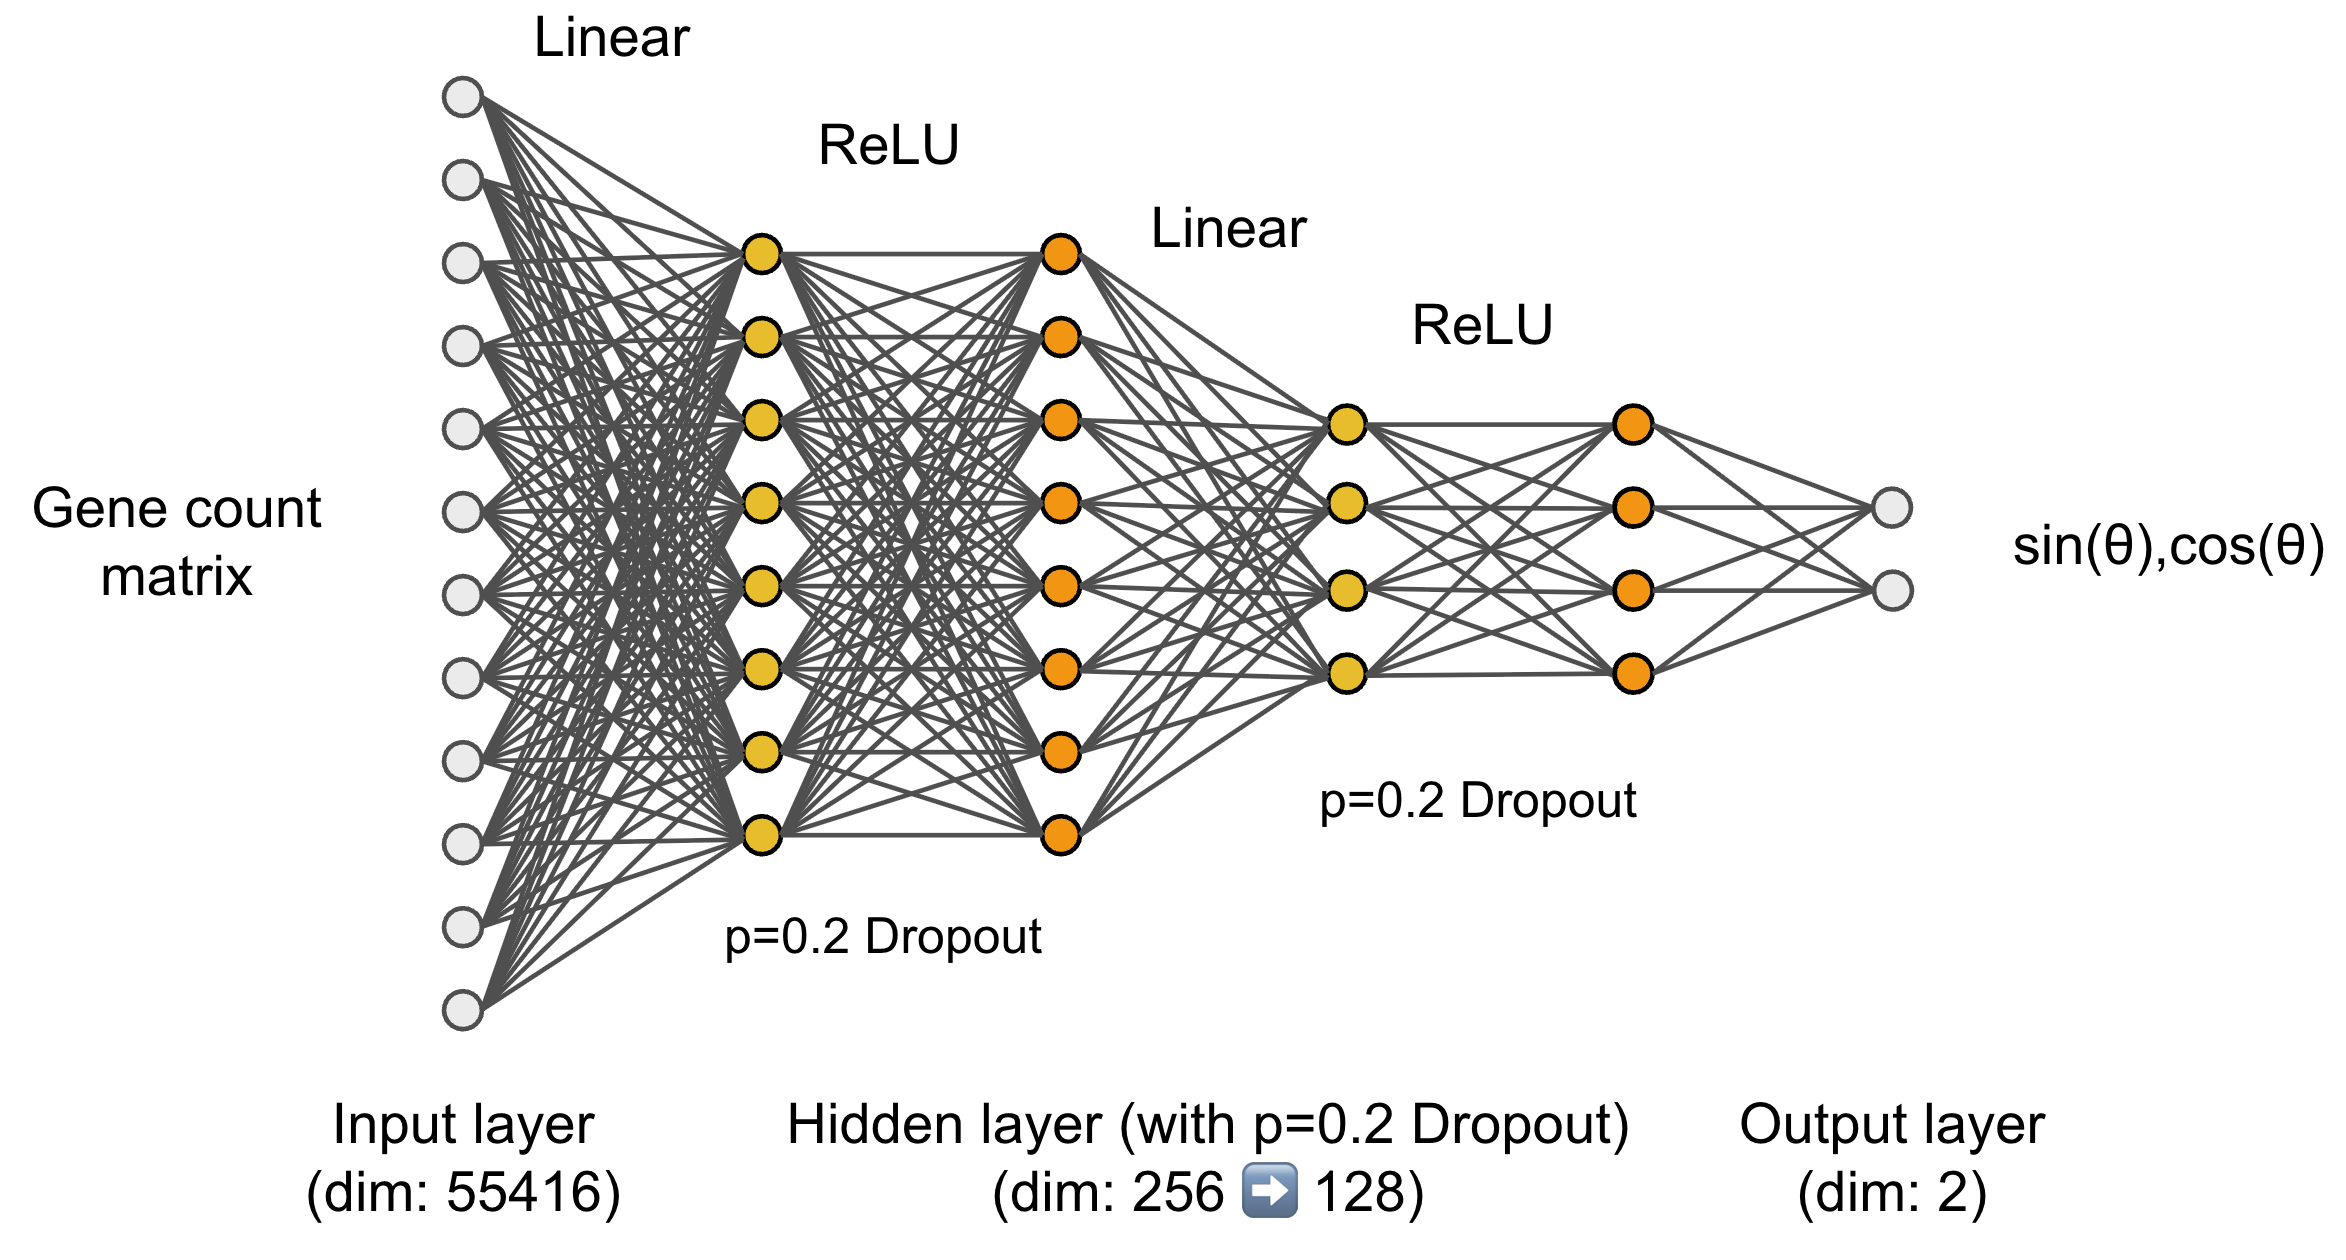 Linear
ReLU
Linear
ReLU
Gene count
matrix
sin(θ),cos(θ)
p=0.2 Dropout
p=0.2 Dropout
Input layer
(dim: 55416)
Hidden layer (with p=0.2 Dropout)
(dim: 256 ➡️ 128)
Output layer
(dim: 2)